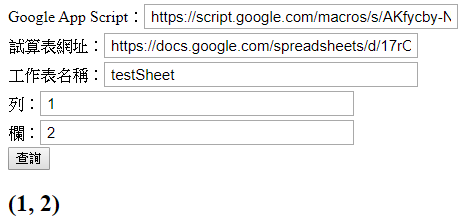 Google App Script：https://script.google.com/macros/s/AKfycby-N
試算表網址：https://docs.google.com/spreadsheets/d/17rC
工作表名稱：testSheet
列：1
欄：2
查詢
(1, 2)